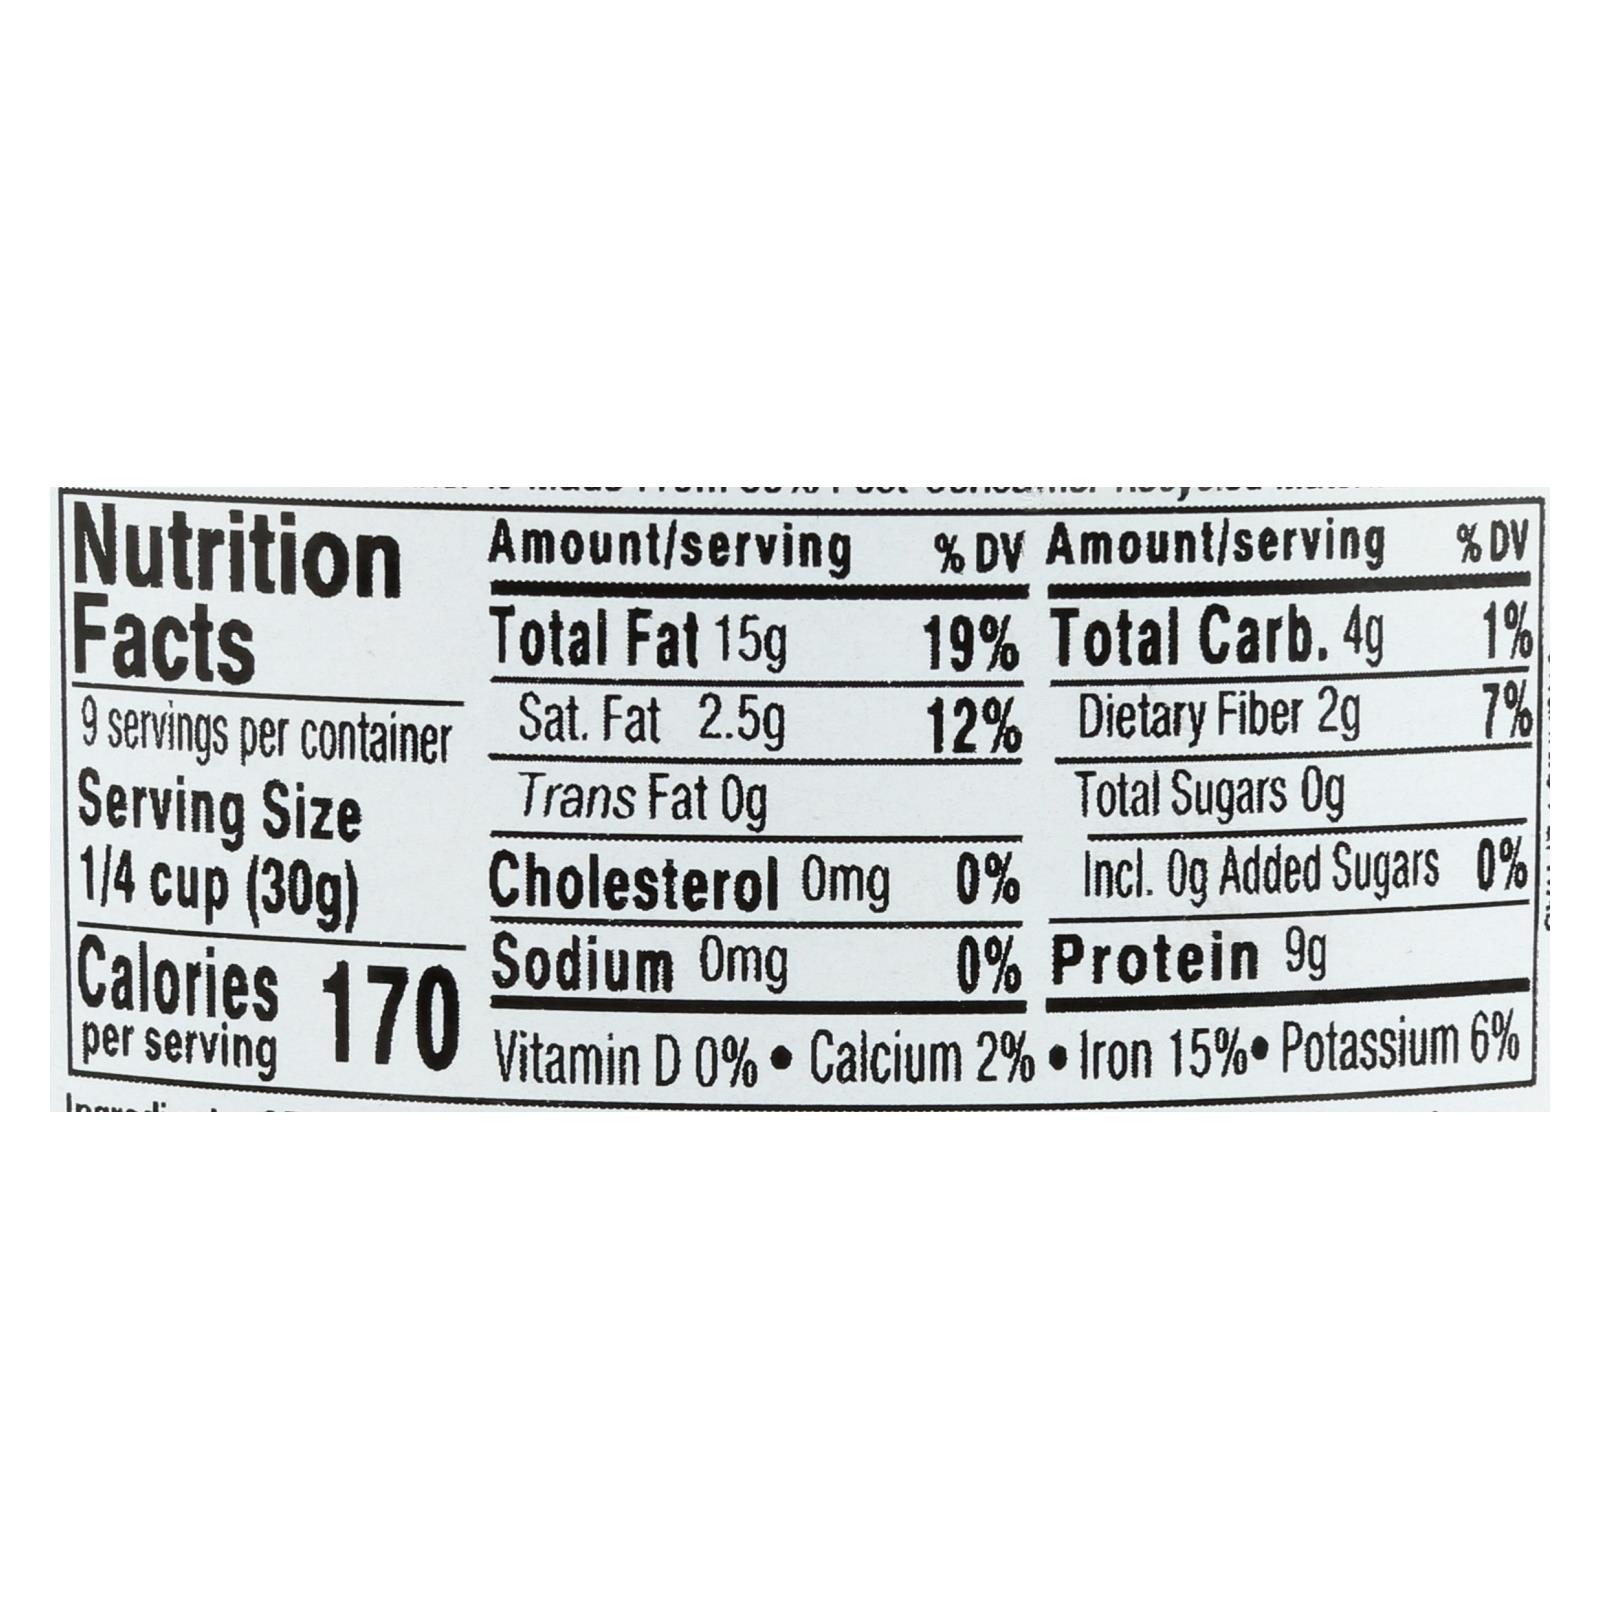 Nutrition
Facts
9 servings per container
Serving Size
1/4 cup (30g)
Calories 170
per serving
Amount/serving % DV
Total Fat 15g 19%
Sat. Fat 2.5g 12%
Trans Fat 0g
Cholesterol 0mg 0%
Sodium 0mg 0%
Amount/serving % DV
Total Carb. 4g 1%
Dietary Fiber 2g 7%
Total Sugars 0g
Incl. 0g Added Sugars 0%
Protein 9g
Vitamin D 0% • Calcium 2% • Iron 15% • Potassium 6%